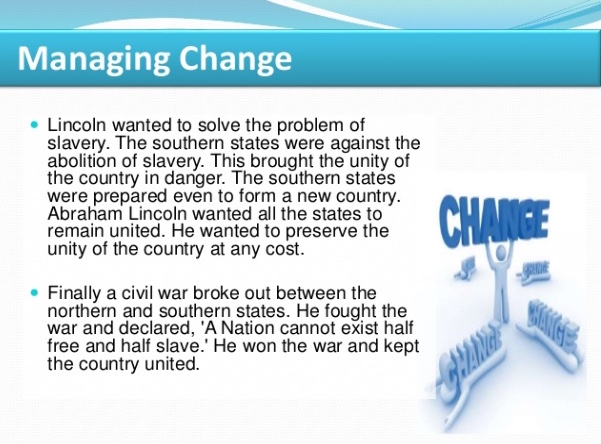 Managing Change
Lincoln wanted to solve the problem of
slavery. The southern states were against the
abolition of slavery. This brought the unity of
the country in danger. The southern states
were prepared even to form a new country.
Abraham Lincoln wanted all the states to
remain united. He wanted to preserve the
unity of the country at any cost.
Finally a civil war broke out between the
northern and southern states. He fought the
war and declared, 'A Nation cannot exist half
free and half slave.' He won the war and kept
the country united.
CHANGE
CHANGE
CHANGE
CHANGE